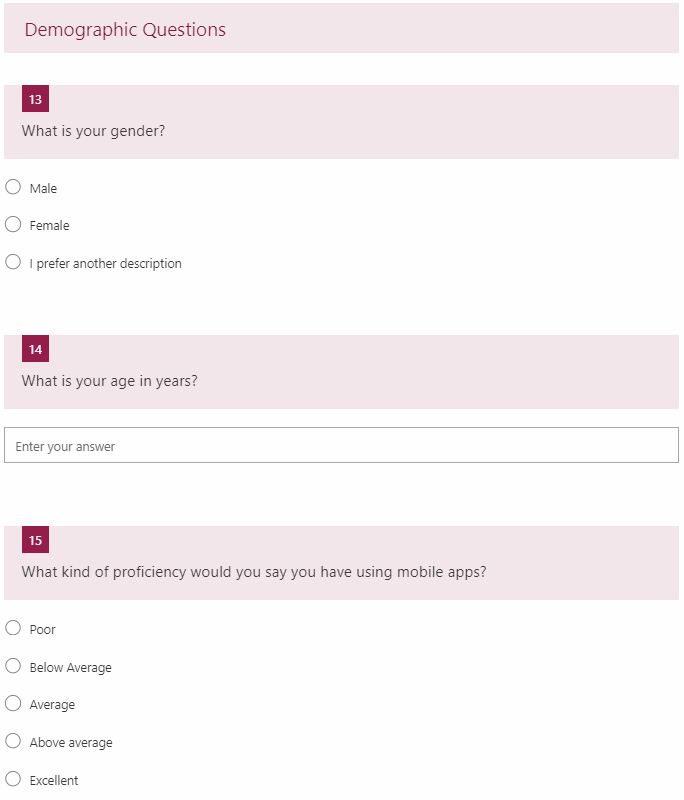 Demographic Questions
13
What is your gender?
Male
Female
I prefer another description
14
What is your age in years?
Enter your answer
15
What kind of proficiency would you say you have using mobile apps?
Poor
Below Average
Average
Above average
Excellent